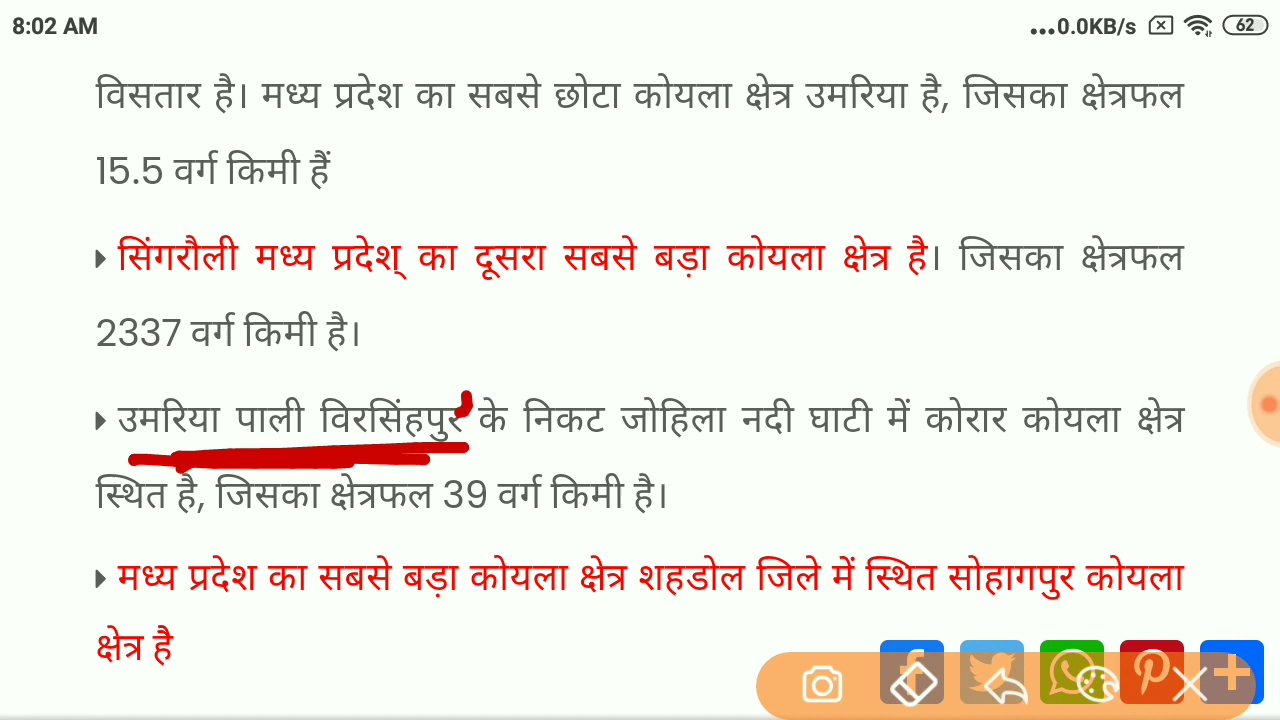 8:02 AM
...0.0KB/s 62
विसतार है। मध्य प्रदेश का सबसे छोटा कोयला क्षेत्र उमरिया है, जिसका क्षेत्रफल
15.5 वर्ग किमी हैं
सिंगरौली मध्य प्रदेश् का दूसरा सबसे बड़ा कोयला क्षेत्र है। जिसका क्षेत्रफल
2337 वर्ग किमी है।
उमरिया पाली विरसिंहपुर के निकट जोहिला नदी घाटी में कोरार कोयला क्षेत्र
स्थित है, जिसका क्षेत्रफल 39 वर्ग किमी है।
मध्य प्रदेश का सबसे बड़ा कोयला क्षेत्र शहडोल जिले में स्थित सोहागपुर कोयला
क्षेत्र है